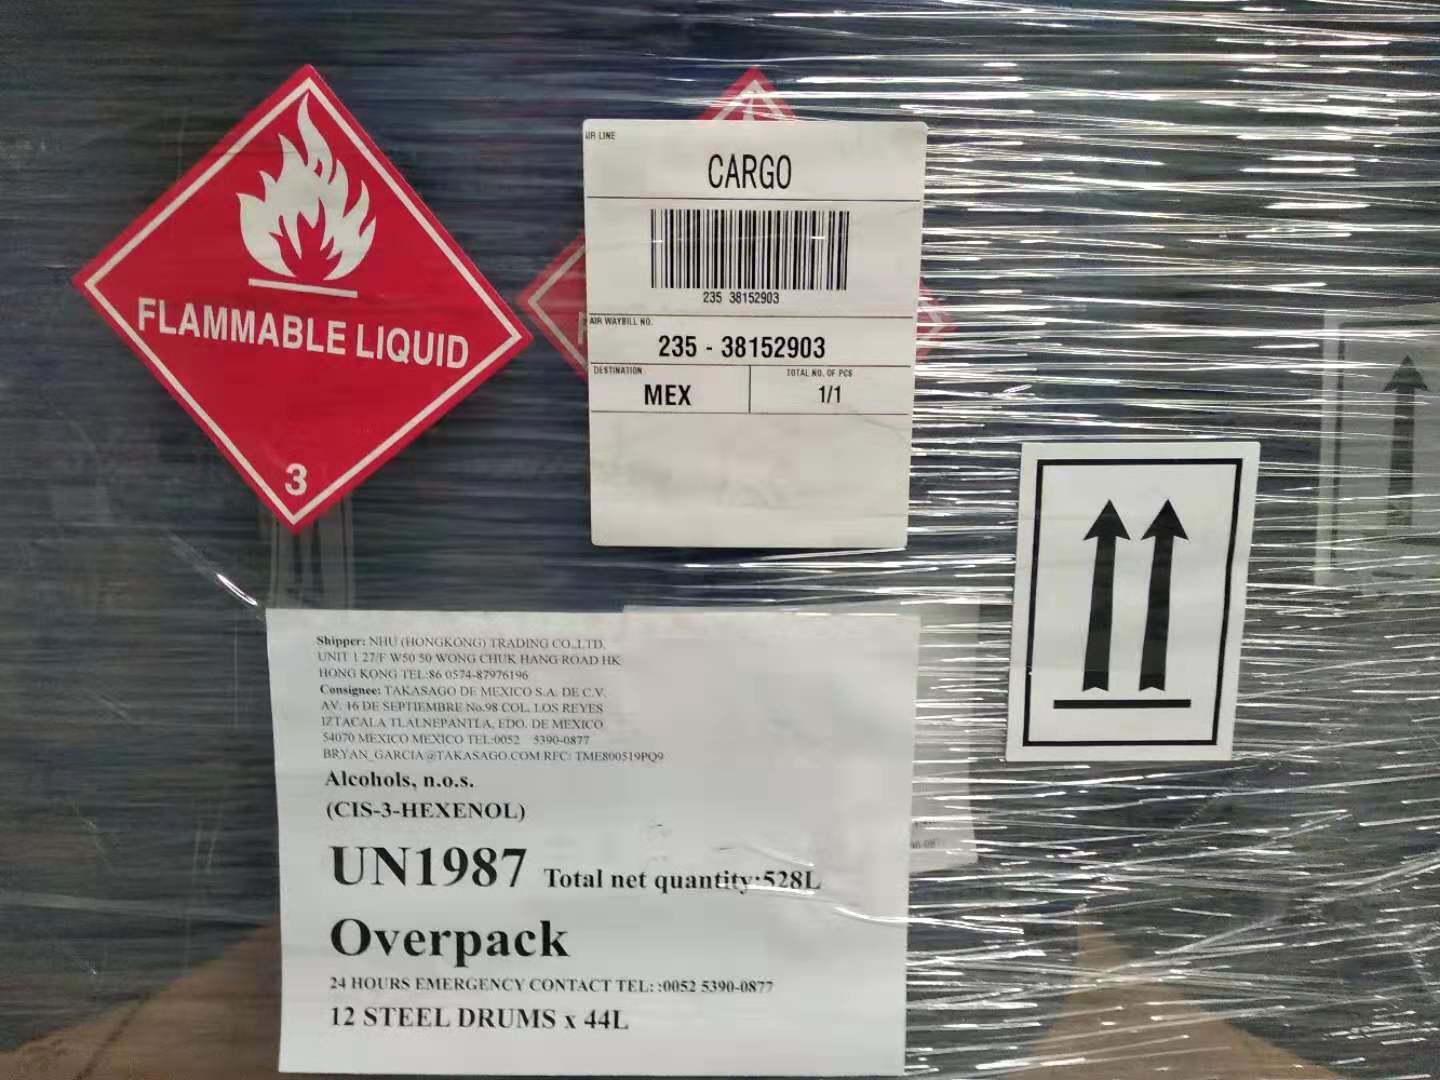 FLAMMABLE LIQUID
3
AIR LINE
CARGO
235 38152903
AIR WAYBILL NO.
235 - 38152903
DESTINATION
MEX
TOTAL NO. OF PCS
1/1
Shipper: NHU (HONGKONG) TRADING CO.,LTD.
UNIT 1 27/F W50 50 WONG CHUK HANG ROAD HK
HONG KONG TEL:86 0574-87976196
Consignee: TAKASAGO DE MEXICO S.A. DE C.V.
AV. 16 DE SEPTIEMBRE No.98 COL. LOS REYES
IZTACALA TLALNEPANTLA, EDO. DE MEXICO
54070 MEXICO MEXICO TEL:0052 5390-0877
BRYAN_GARCIA@TAKASAGO.COM RFC: TME800519PQ9
Alcohols, n.o.s.
(CIS-3-HEXENOL)
UN1987 Total net quantity:528L
Overpack
24 HOURS EMERGENCY CONTACT TEL: :0052 5390-0877
12 STEEL DRUMS x 44L